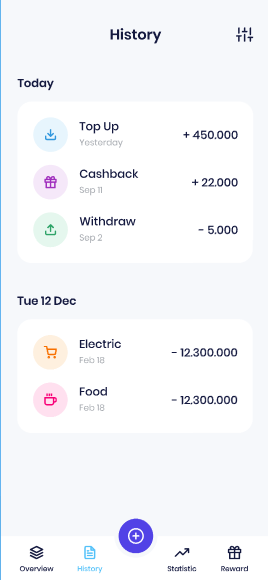 History
Today
Top Up
+ 450.000
Yesterday
Cashback
+ 22.000
Sep 11
Withdraw
- 5.000
Sep 2
Tue 12 Dec
Electric
- 12.300.000
Feb 18
Food
- 12.300.000
Feb 18
Overview History Statistic Reward